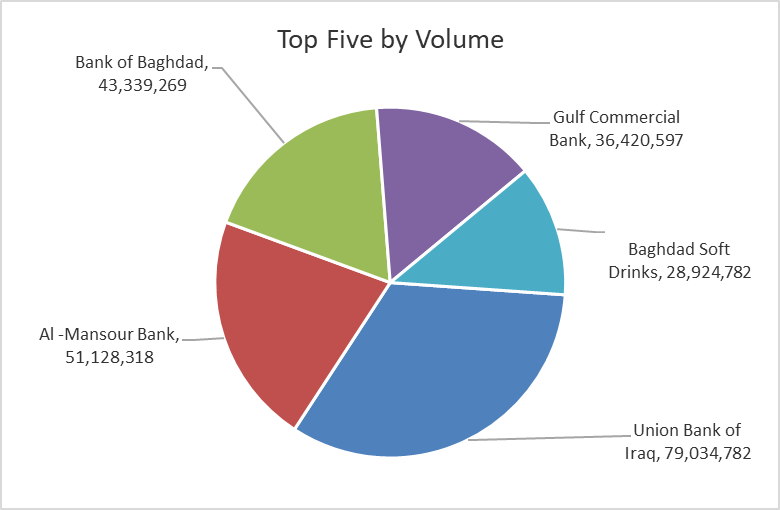 Top Five by Volume
Bank of Baghdad,
43,339,269
Gulf Commercial
Bank, 36,420,597
Baghdad Soft
Drinks, 28,924,782
Al -Mansour Bank,
51,128,318
Union Bank of
Iraq, 79,034,782